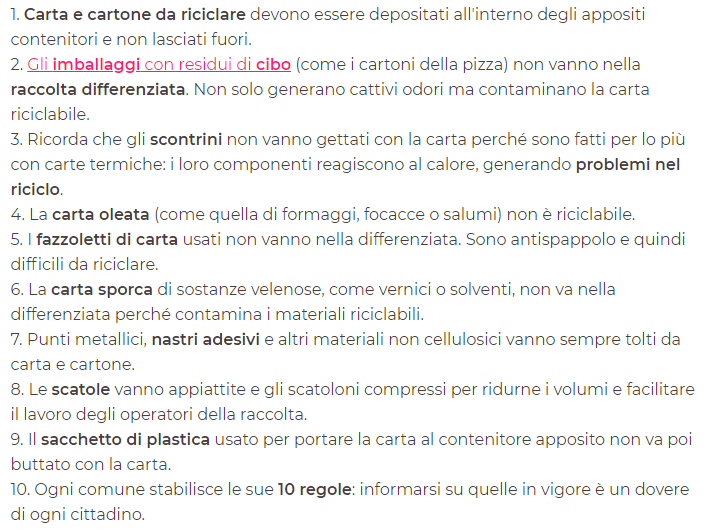 1. Carta e cartone da riciclare devono essere depositati all'interno degli appositi
contenitori e non lasciati fuori.
2. Gli imballaggi con residui di cibo (come i cartoni della pizza) non vanno nella
raccolta differenziata. Non solo generano cattivi odori ma contaminano la carta
riciclabile.
3. Ricorda che gli scontrini non vanno gettati con la carta perché sono fatti per lo più
con carte termiche: i loro componenti reagiscono al calore, generando problemi nel
riciclo.
4. La carta oleata (come quella di formaggi, focacce o salumi) non è riciclabile.
5. I fazzoletti di carta usati non vanno nella differenziata. Sono antispappolo e quindi
difficili da riciclare.
6. La carta sporca di sostanze velenose, come vernici o solventi, non va nella
differenziata perché contamina i materiali riciclabili.
7. Punti metallici, nastri adesivi e altri materiali non cellulosici vanno sempre tolti da
carta e cartone.
8. Le scatole vanno appiattite e gli scatoloni compressi per ridurne i volumi e facilitare
il lavoro degli operatori della raccolta.
9. Il sacchetto di plastica usato per portare la carta al contenitore apposito non va poi
buttato con la carta.
10. Ogni comune stabilisce le sue 10 regole: informarsi su quelle in vigore è un dovere
di ogni cittadino.